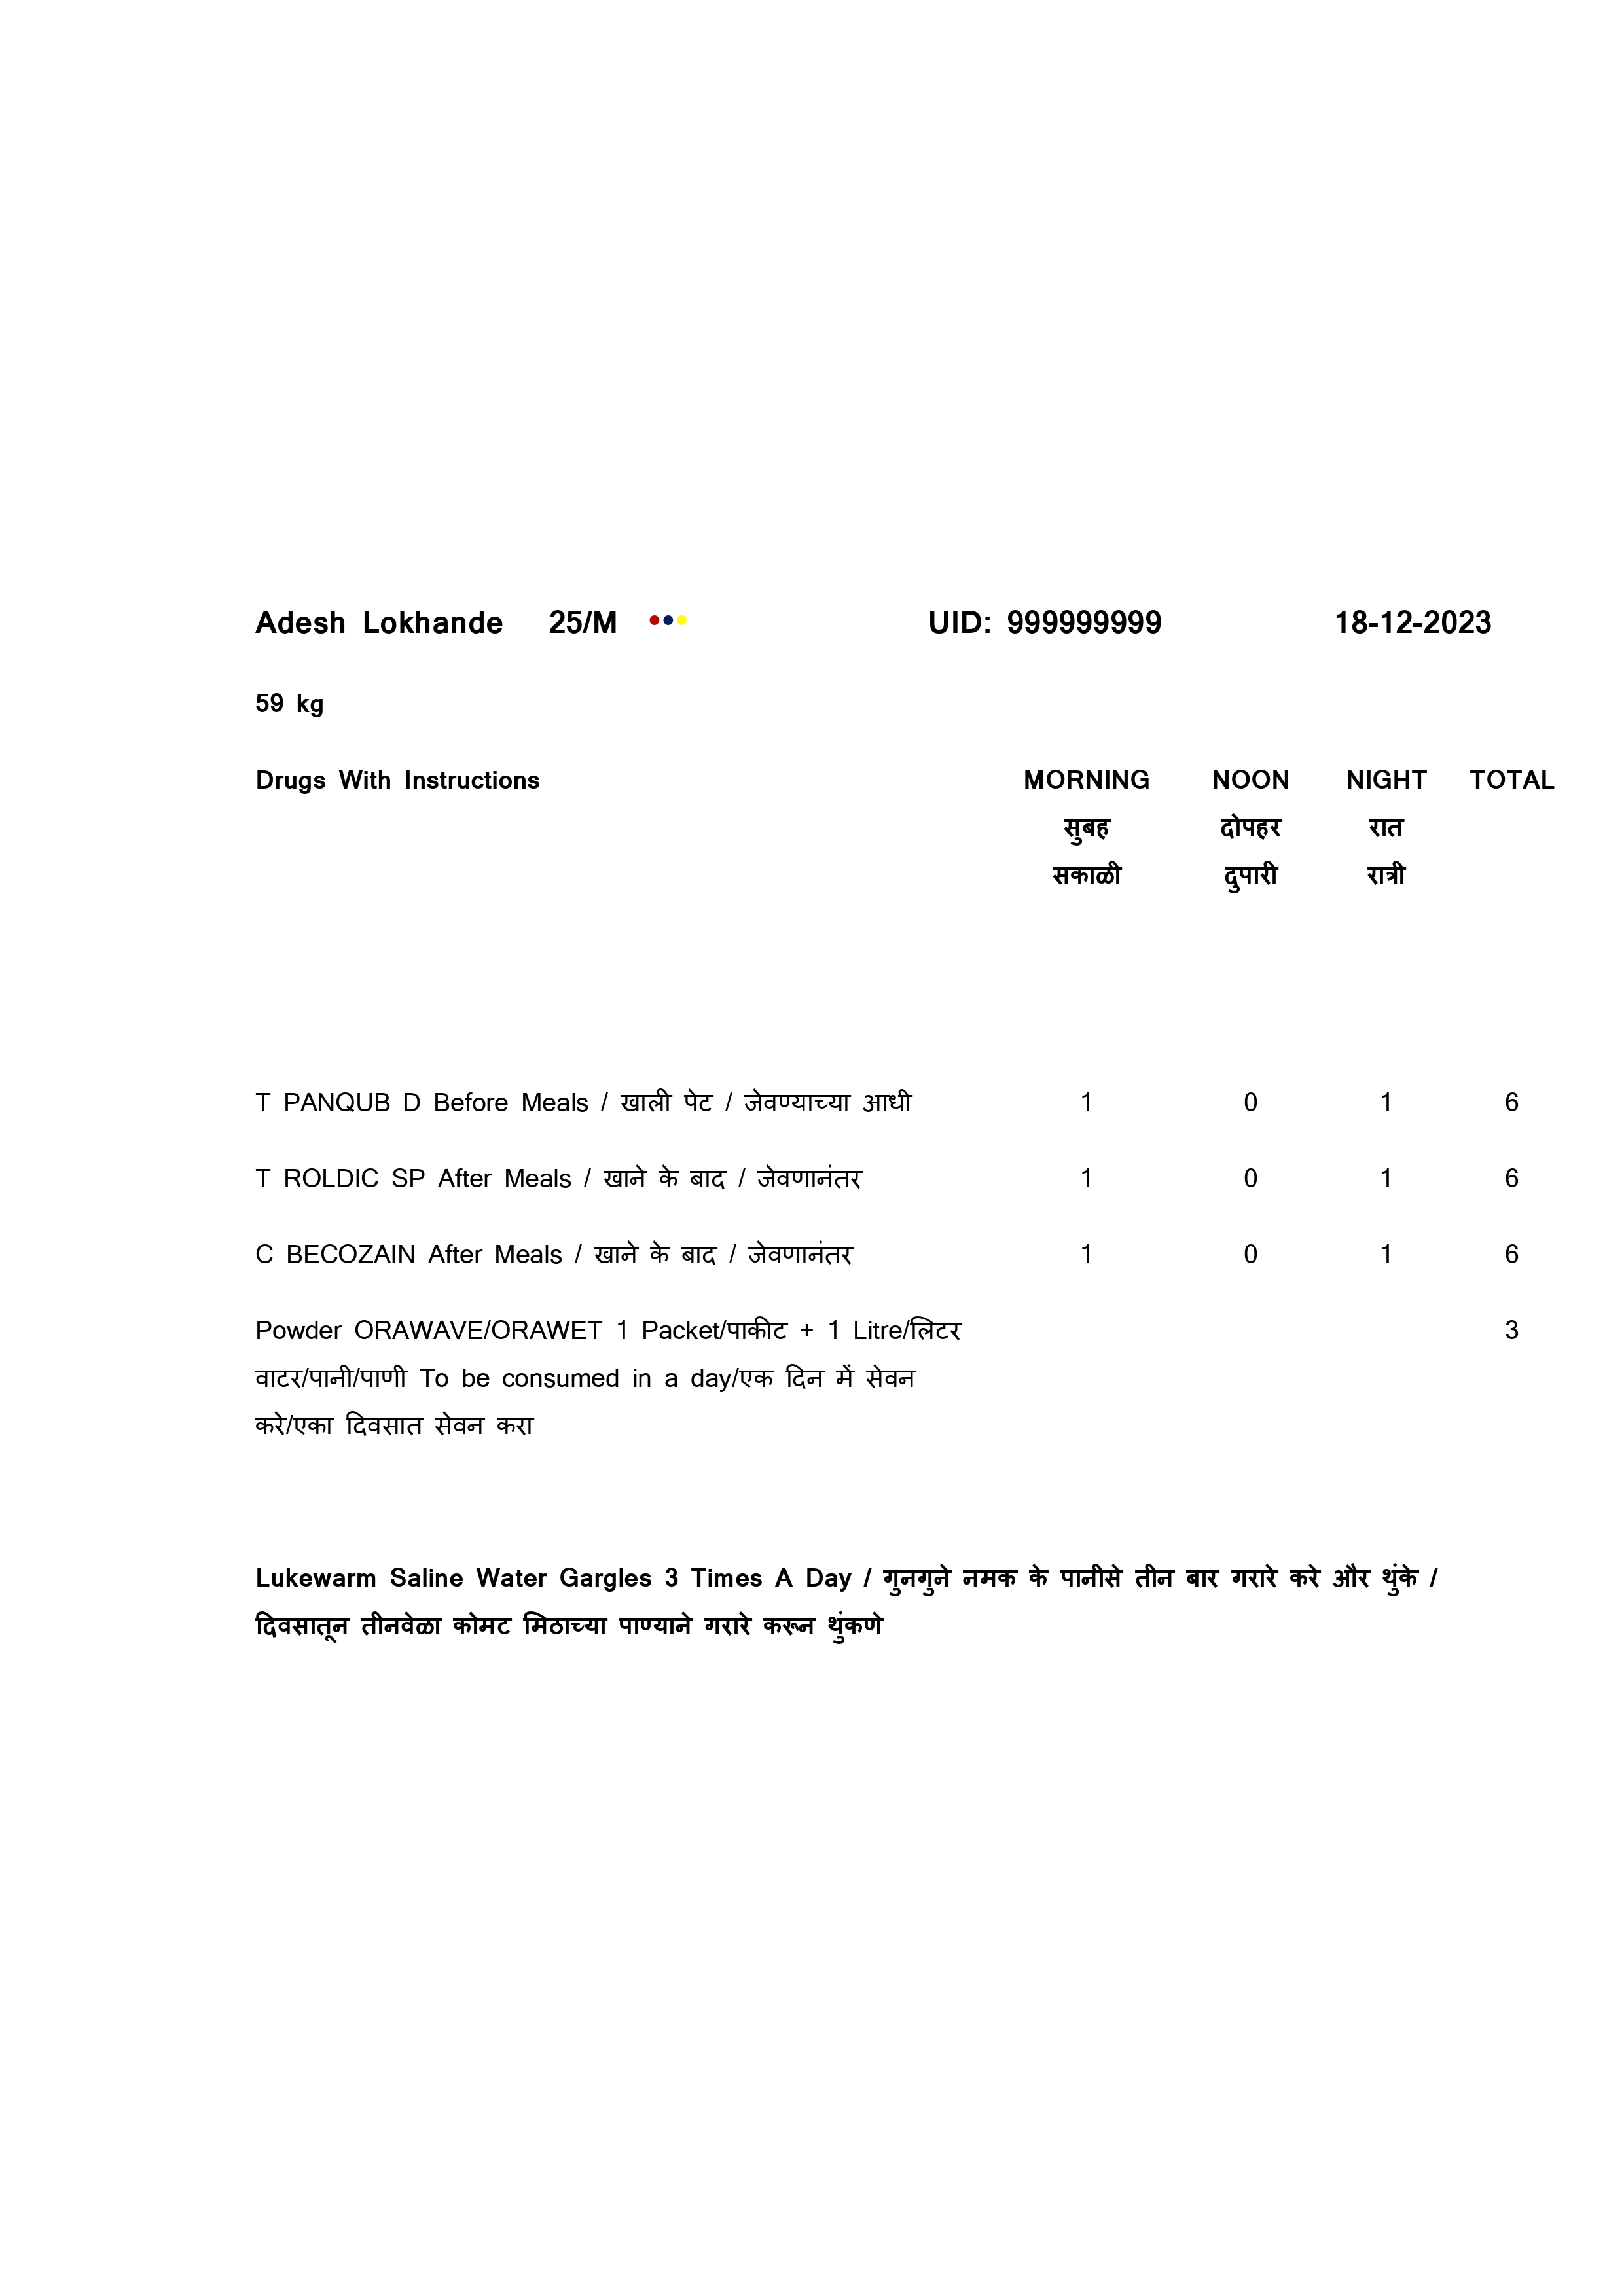 Adesh Lokhande 25/M UID: 999999999 18-12-2023
59 kg
Drugs With Instructions MORNING NOON NIGHT TOTAL
सुबह दोपहर रात
सकाळी दुपारी रात्री
T PANQUB D Before Meals / खाली पेट / जेवण्याच्या आधी 1 0 1 6
T ROLDIC SP After Meals / खाने के बाद / जेवणानंतर 1 0 1 6
C BECOZAIN After Meals / खाने के बाद / जेवणानंतर 1 0 1 6
Powder ORAWAVE/ORAWET 1 Packet/पाकीट + 1 Litre/लिटर 3
वाटर/पानी/पाणी To be consumed in a day/एक दिन में सेवन
करे/एका दिवसात सेवन करा
Lukewarm Saline Water Gargles 3 Times A Day / गुनगुने नमक के पानीसे तीन बार गरारे करे और थुंके /
दिवसातून तीनवेळा कोमट मिठाच्या पाण्याने गरारे करून थुंकणे